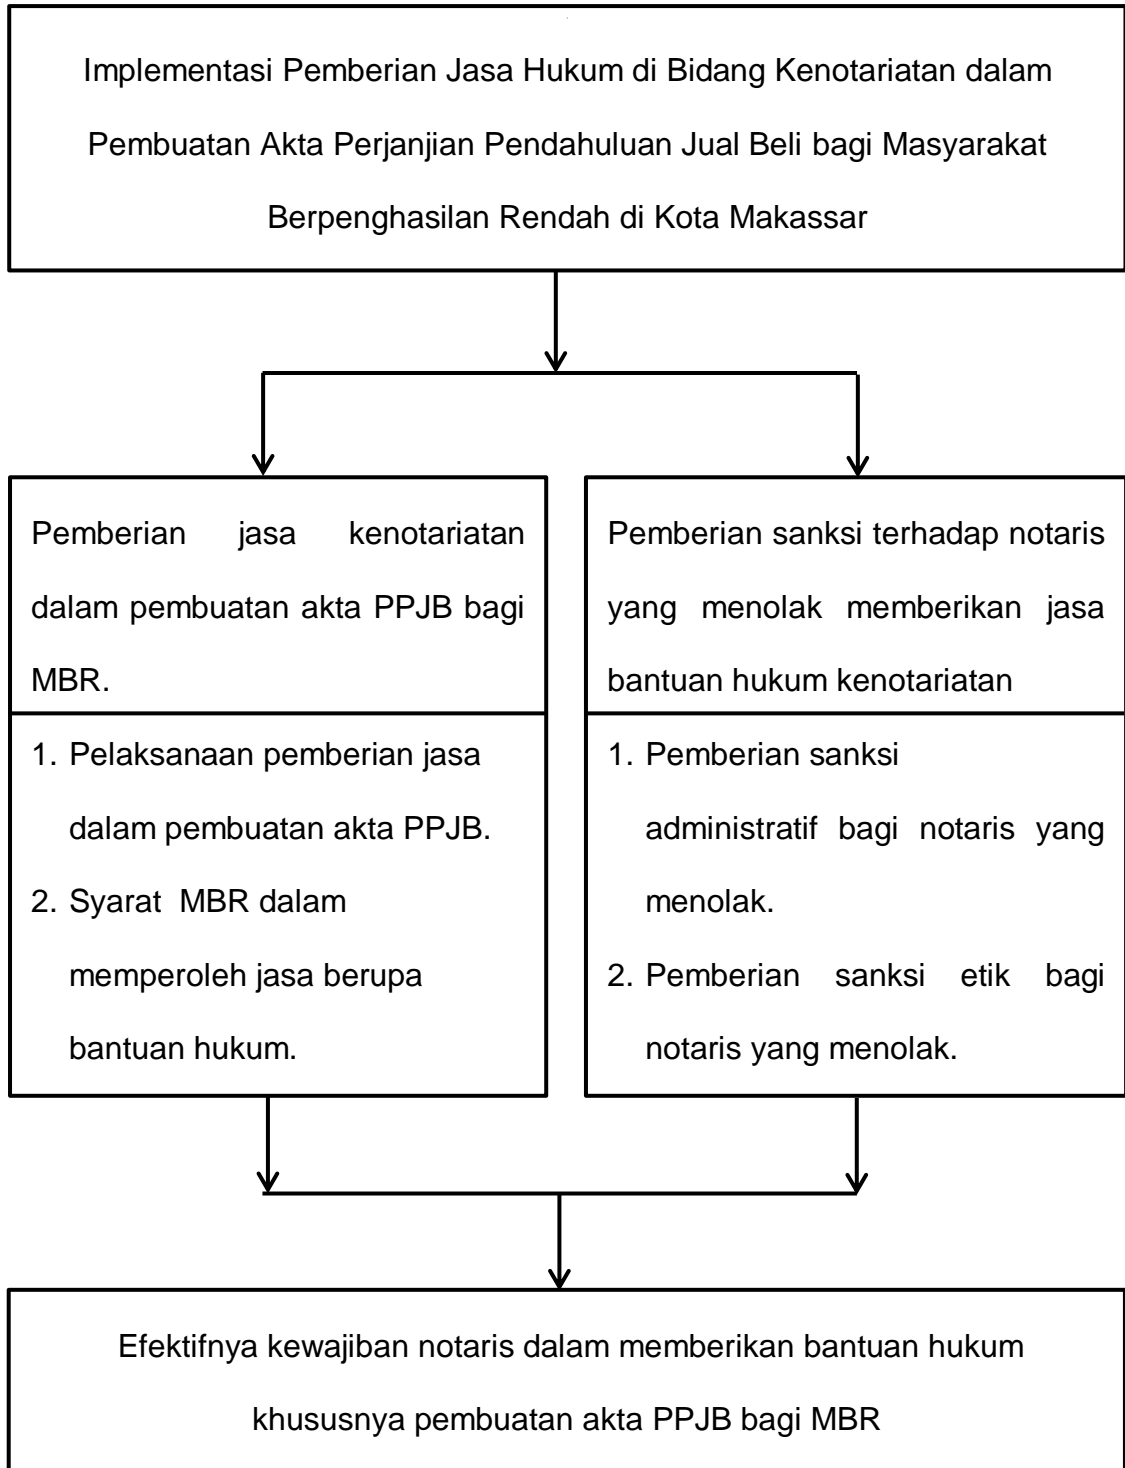 Implementasi Pemberian Jasa Hukum di Bidang Kenotariatan dalam
Pembuatan Akta Perjanjian Pendahuluan Jual Beli bagi Masyarakat
Berpenghasilan Rendah di Kota Makassar
Pemberian jasa kenotariatan
dalam pembuatan akta PPJB bagi
MBR.
1. Pelaksanaan pemberian jasa
dalam pembuatan akta PPJB.
2. Syarat MBR dalam
memperoleh jasa berupa
bantuan hukum.
Pemberian sanksi terhadap notaris
yang menolak memberikan jasa
bantuan hukum kenotariatan
1. Pemberian sanksi
administratif bagi notaris yang
menolak.
2. Pemberian sanksi etik bagi
notaris yang menolak.
Efektifnya kewajiban notaris dalam memberikan bantuan hukum
khususnya pembuatan akta PPJB bagi MBR